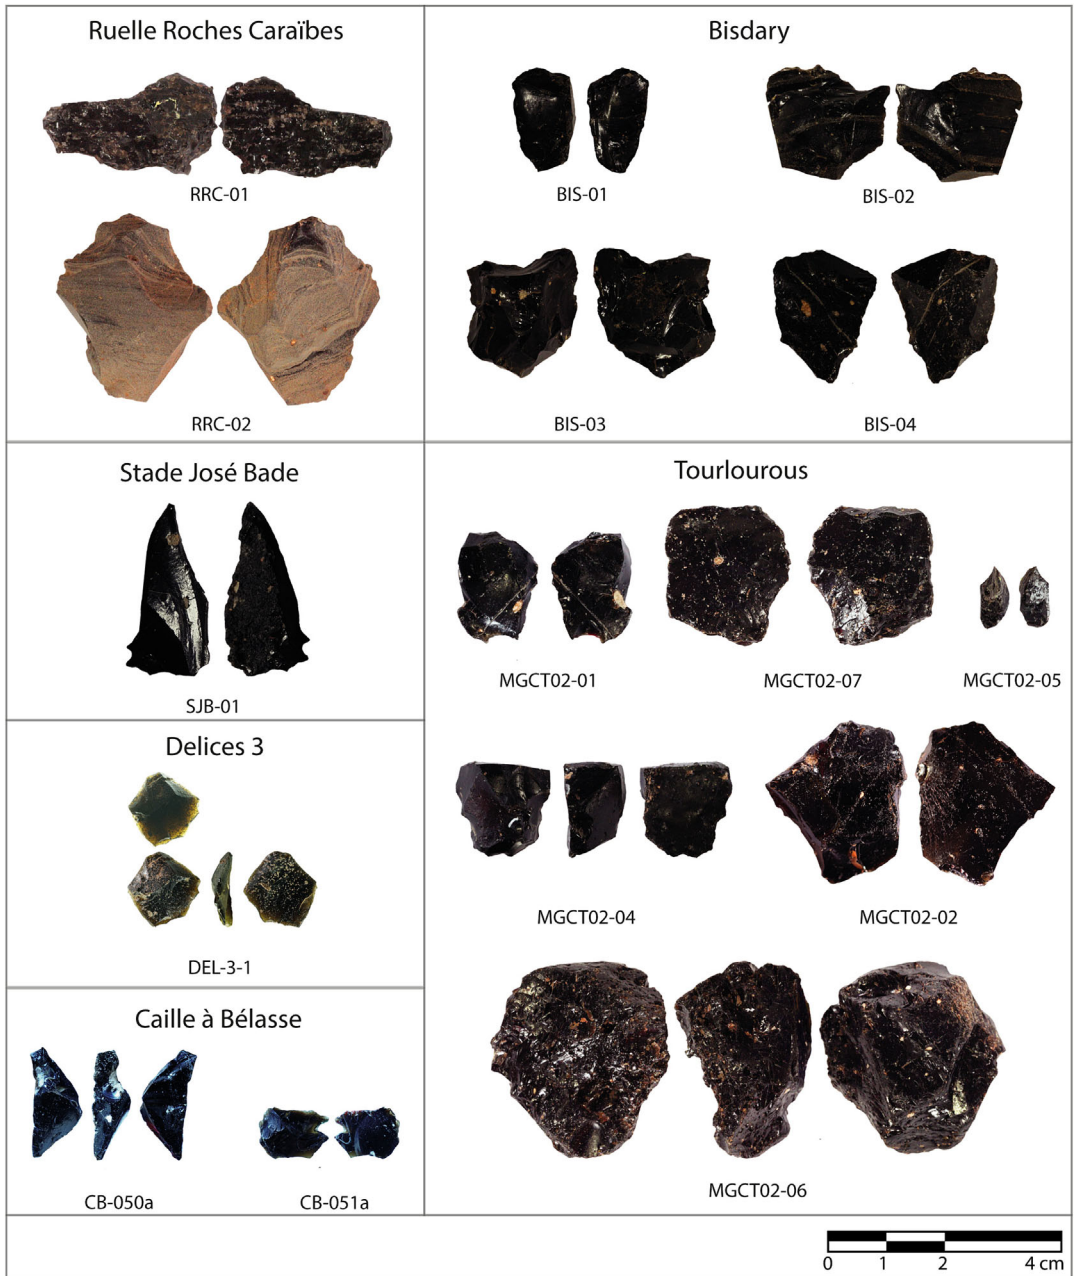 Ruelle Roches Caraïbes
RRC-01
RRC-02
Bisdary
BIS-01
BIS-02
BIS-03
BIS-04
Stade José Bade
SJB-01
Delices 3
DEL-3-1
Caille à Bélasse
CB-050a
CB-051a
Tourlourous
MGCT02-01
MGCT02-07
MGCT02-05
MGCT02-04
MGCT02-02
MGCT02-06
0 1 2 4 cm